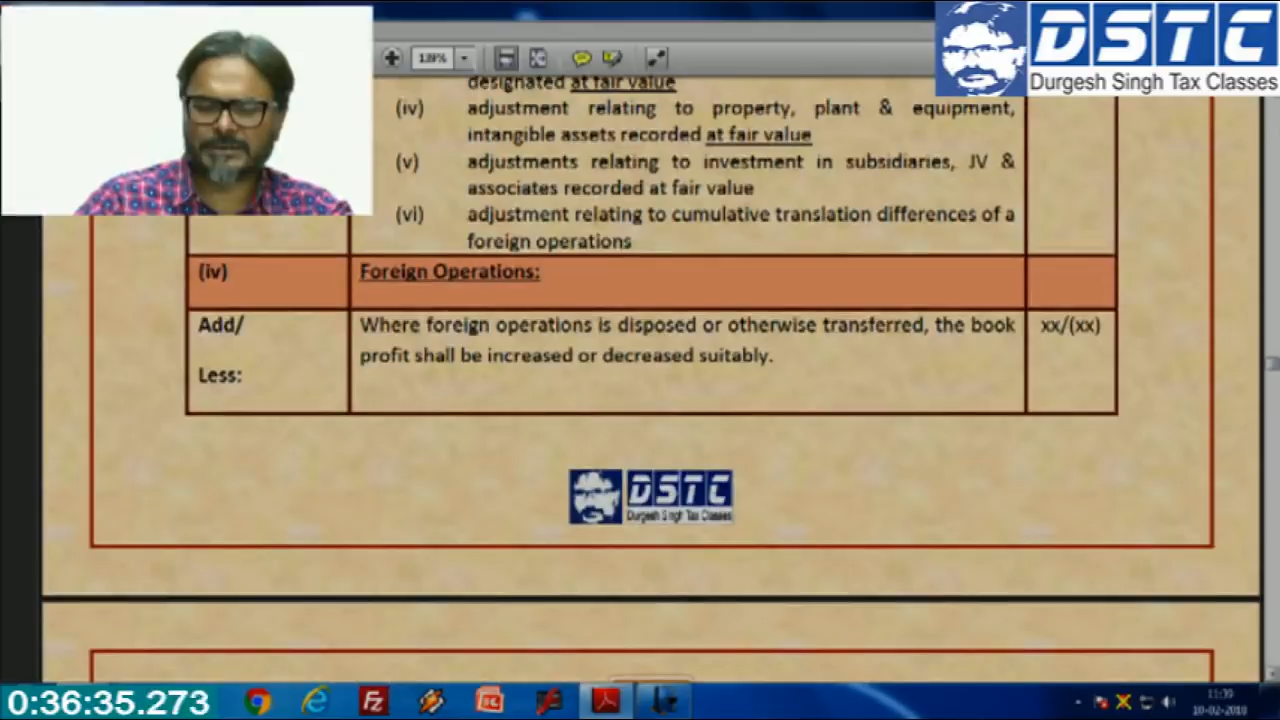 DSTC
Durgesh Singh Tax Classes
designated at fair value
(iv) adjustment relating to property, plant & equipment,
intangible assets recorded at fair value
(v) adjustments relating to investment in subsidiaries, JV &
associates recorded at fair value
(vi) adjustment relating to cumulative translation differences of a
foreign operations
(iv) Foreign Operations:
Add/ Where foreign operations is disposed or otherwise transferred, the book xx/(xx)
profit shall be increased or decreased suitably.
Less:
DSTC
Durgesh Singh Tax Classes
0:36:35.273
11:39
10-02-2018